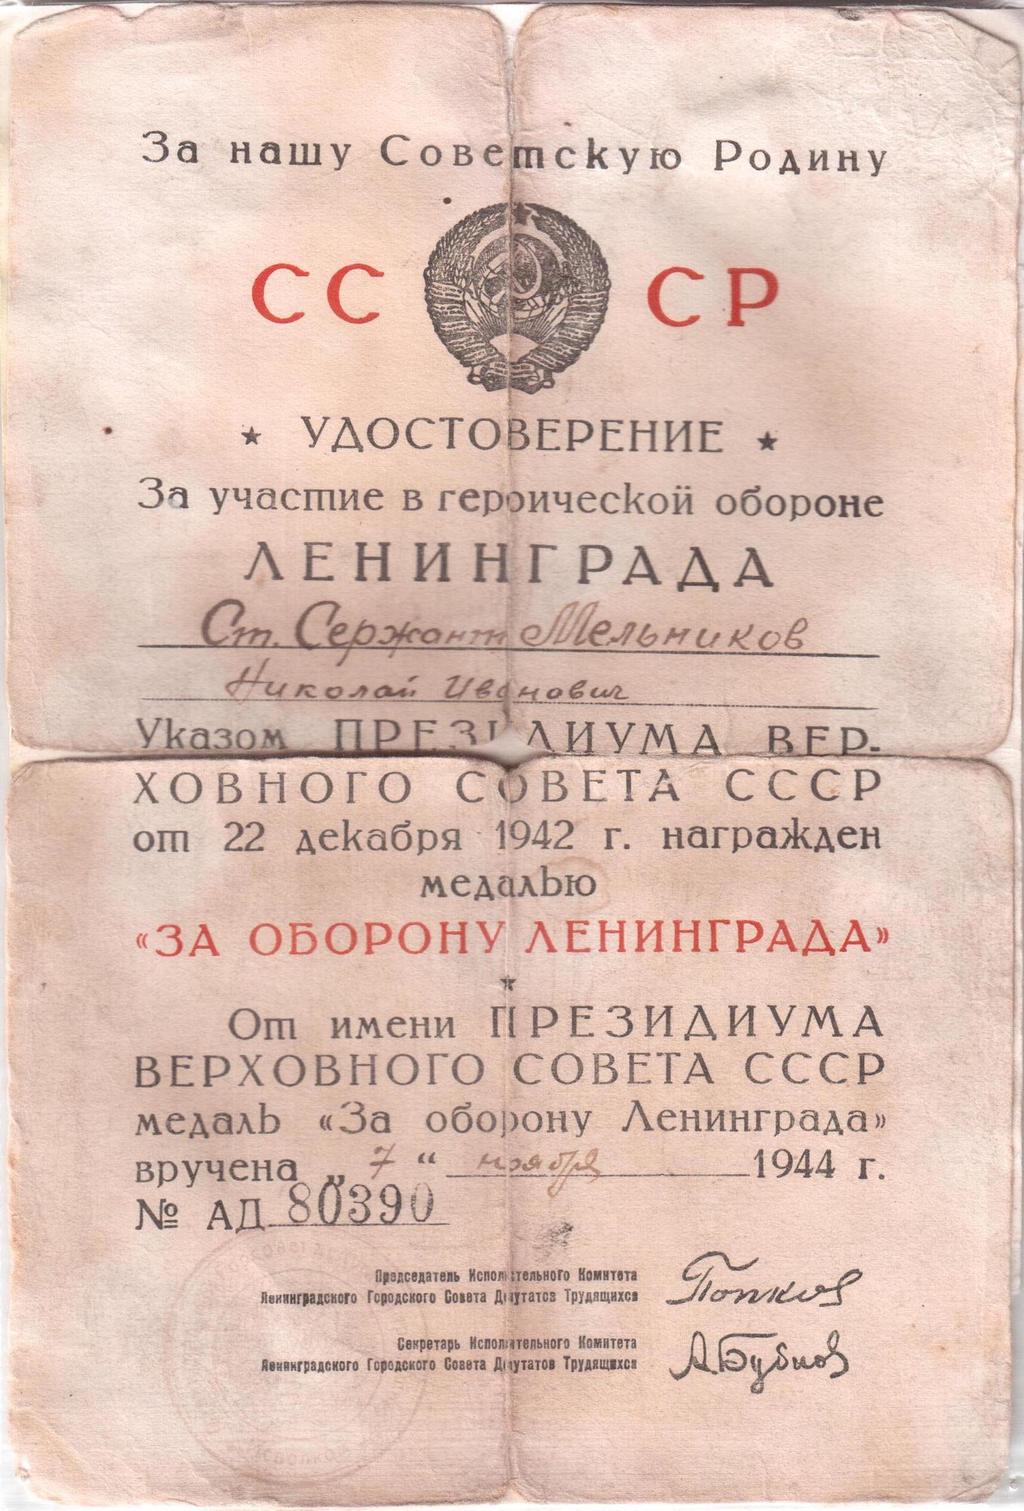 За нашу Советскую Родину
СССР
★ УДОСТОВЕРЕНИЕ ★
За участие в героической обороне
ЛЕНИНГРАДА
Ст. Сержант Мельников
Николай Иванович
Указом ПРЕЗИДИУМА ВЕР-
ХОВНОГО СОВЕТА СССР
от 22 декабря 1942 г. награжден
медалью
«ЗА ОБОРОНУ ЛЕНИНГРАДА»
★
От имени ПРЕЗИДИУМА
ВЕРХОВНОГО СОВЕТА СССР
медаль «За оборону Ленинграда»
вручена „7“ ноября 1944 г.
№ АД 80390
Председатель Исполнительного Комитета
Ленинградского Городского Совета Депутатов Трудящихся
Попков
Секретарь Исполнительного Комитета
Ленинградского Городского Совета Депутатов Трудящихся
А.Бубнов